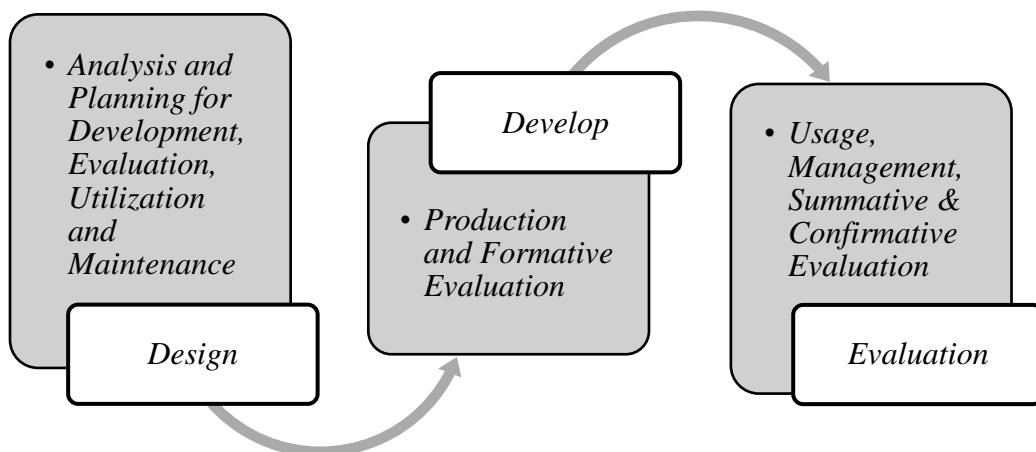 • Analysis and
Planning for
Development,
Evaluation,
Utilization
and
Maintenance
Design
Develop
• Production
and Formative
Evaluation
• Usage,
Management,
Summative &
Confirmative
Evaluation
Evaluation